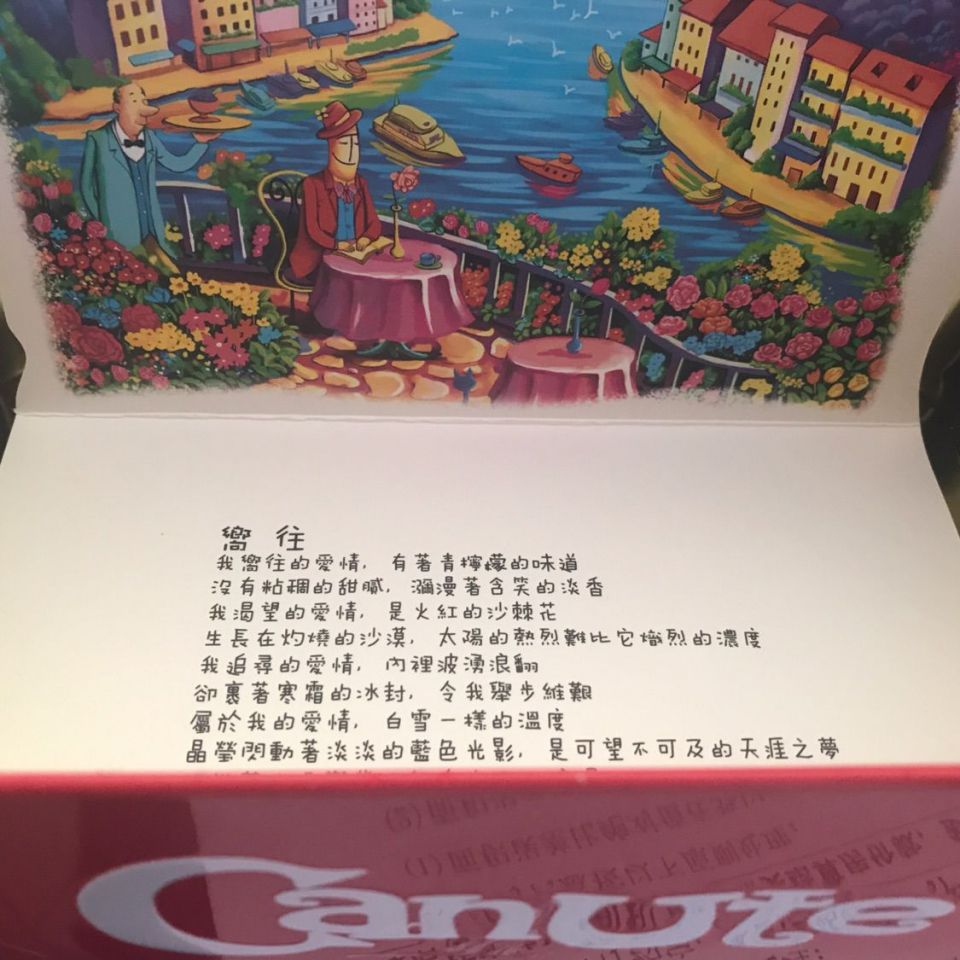 嚮往
我嚮往的愛情, 有著青檸檬的味道
沒有粘稠的甜膩, 瀰漫著含笑的淡香
我渴望的愛情, 是火紅的沙棘花
生長在灼燒的沙漠, 太陽的熱烈難比它熾烈的濃度
我追尋的愛情, 內裡波湧浪翻
卻裹著寒霜的冰封, 令我舉步維艱
屬於我的愛情, 白雪一樣的溫度
晶瑩閃動著淡淡的藍色光影, 是可望不可及的天涯之夢
Canute